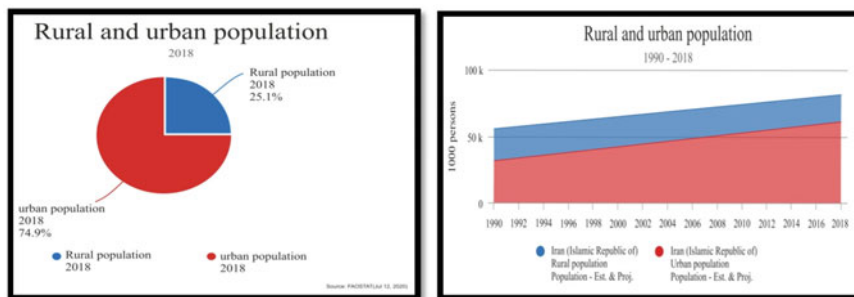 Rural and urban population
2018
Rural population
2018
25.1%
urban population
2018
74.9%
Rural population
2018
urban population
2018
Source: FAOSTAT(Jul 12, 2020)
Rural and urban population
1990 - 2018
100 k
50 k
0
1000 persons
1990 1992 1994 1996 1998 2000 2002 2004 2006 2008 2010 2012 2014 2016 2018
Iran (Islamic Republic of)
Rural population
Population - Est. & Proj.
Iran (Islamic Republic of)
Urban population
Population - Est. & Proj.